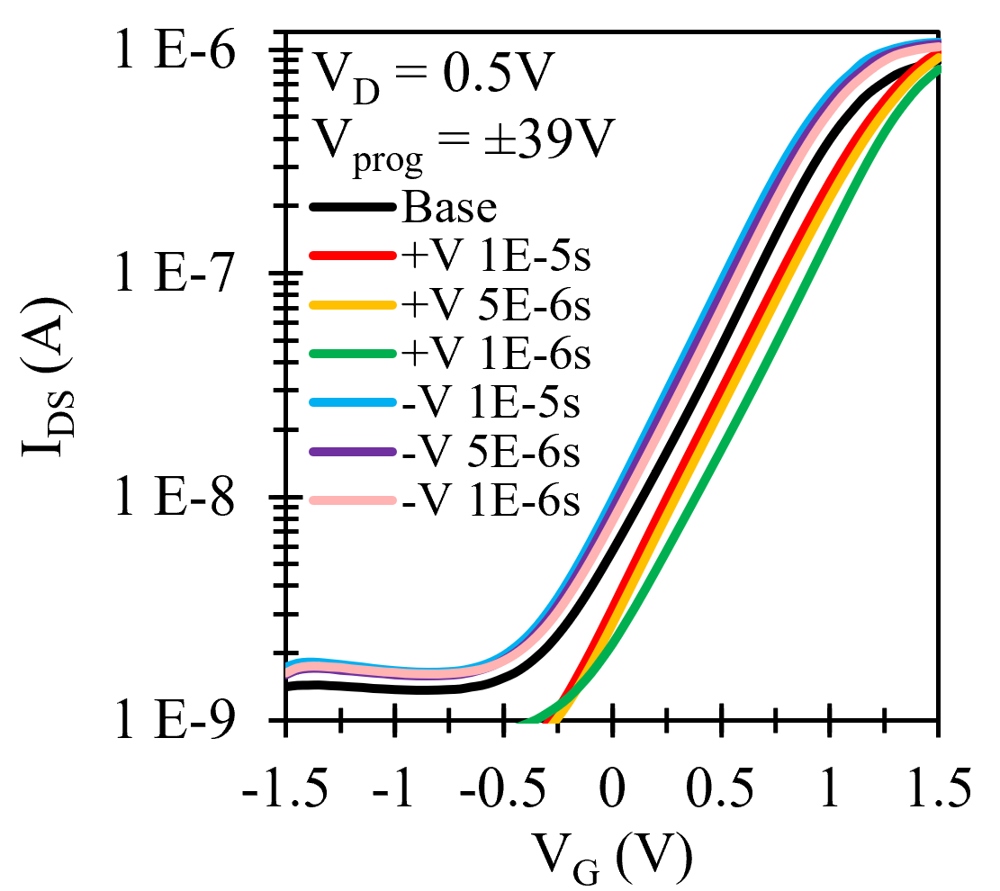 1 E-6
1 E-7
1 E-8
1 E-9
I_DS (A)
V_D = 0.5V
V_prog = ±39V
Base
+V 1E-5s
+V 5E-6s
+V 1E-6s
-V 1E-5s
-V 5E-6s
-V 1E-6s
-1.5 -1 -0.5 0 0.5 1 1.5
V_G (V)